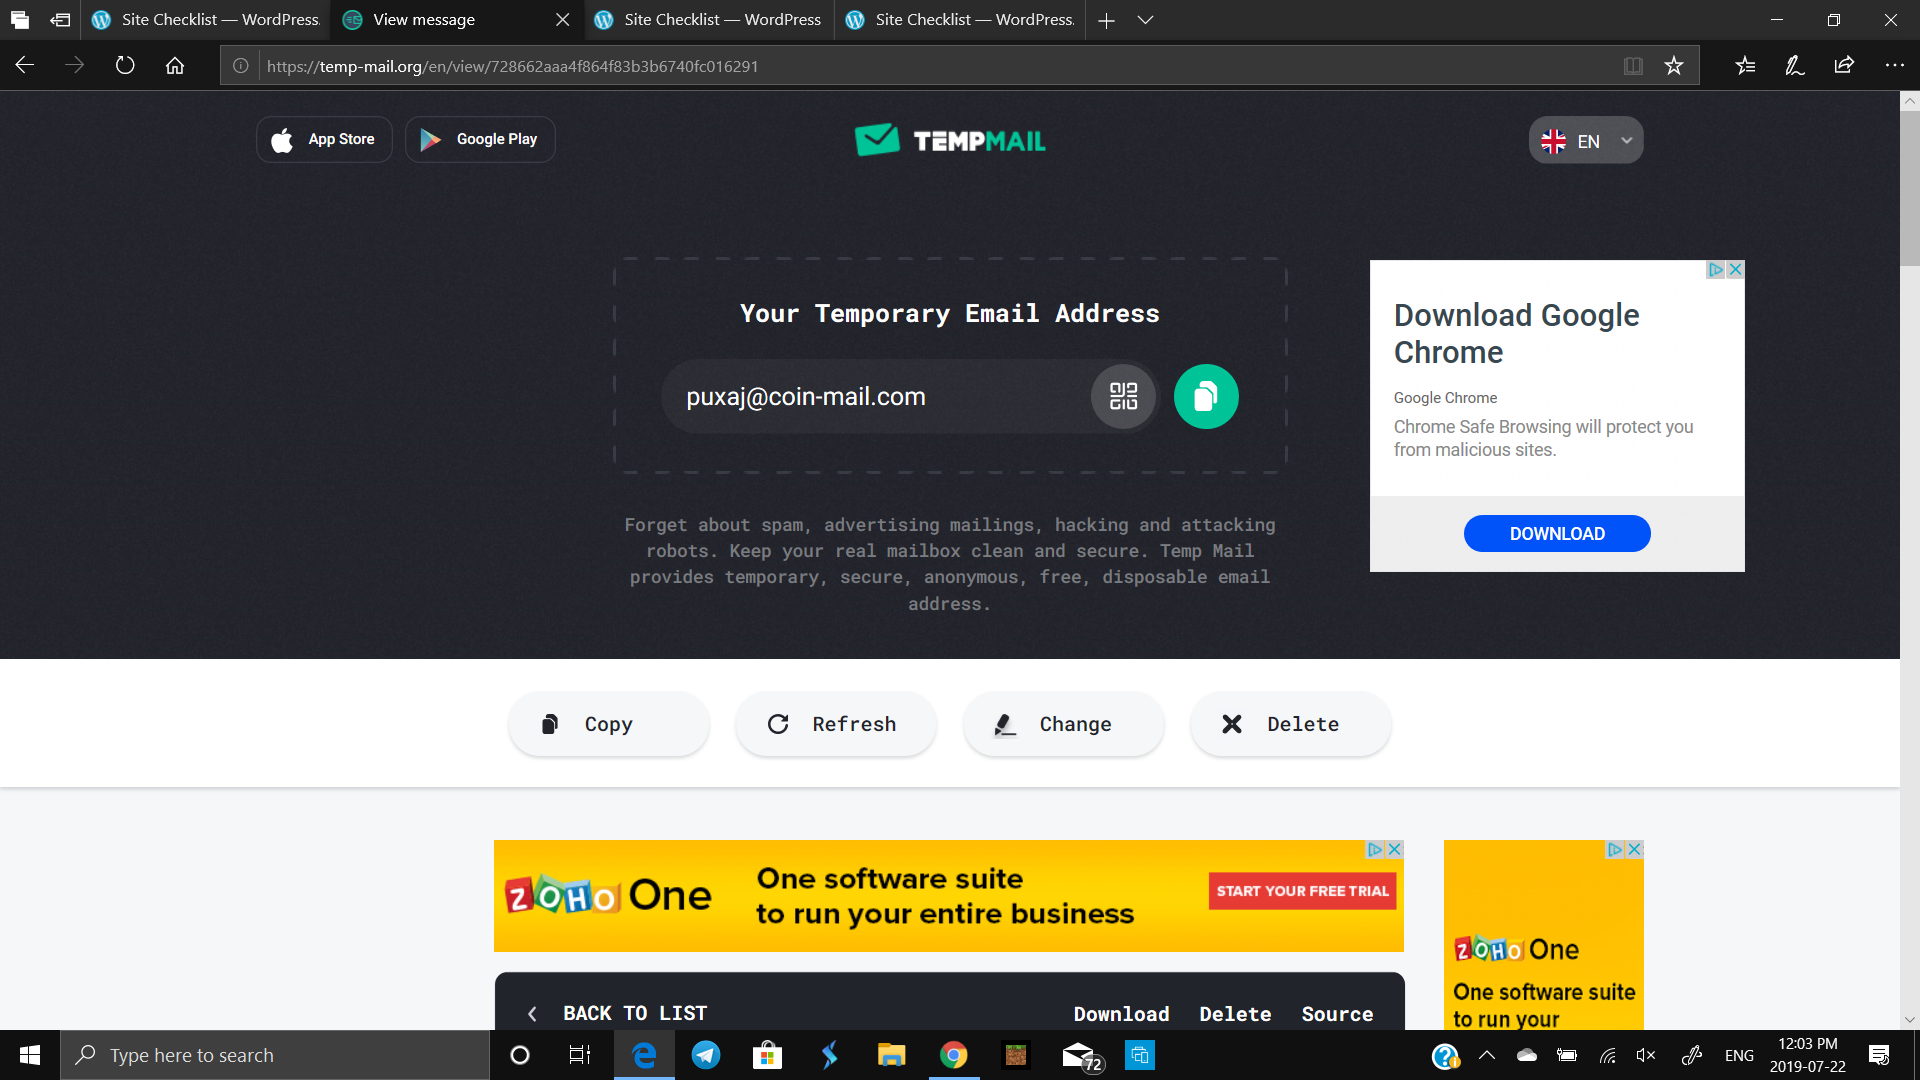 Site Checklist — WordPress.
View message
Site Checklist — WordPress
Site Checklist — WordPress.
https://temp-mail.org/en/view/728662aaa4f864f83b3b6740fc016291
App Store
Google Play
TEMPMAIL
EN
Your Temporary Email Address
puxaj@coin-mail.com
Forget about spam, advertising mailings, hacking and attacking
robots. Keep your real mailbox clean and secure. Temp Mail
provides temporary, secure, anonymous, free, disposable email
address.
Download Google
Chrome
Google Chrome
Chrome Safe Browsing will protect you
from malicious sites.
DOWNLOAD
Copy
Refresh
Change
Delete
ZOHO One
One software suite
to run your entire business
START YOUR FREE TRIAL
ZOHO One
One software suite
to run your
BACK TO LIST
Download
Delete
Source
Type here to search
72
ENG
12:03 PM
2019-07-22